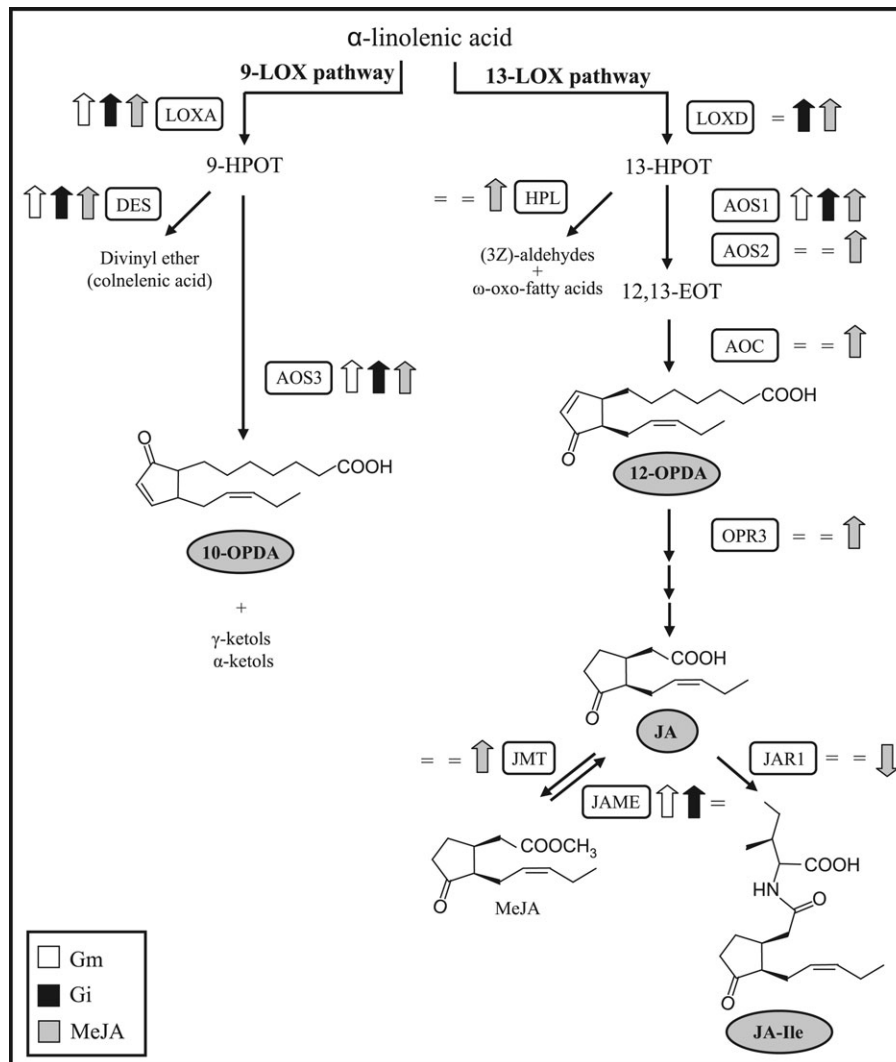 α-linolenic acid
9-LOX pathway
13-LOX pathway
LOXA
LOXD =
9-HPOT
13-HPOT
DES
= = HPL
AOS1
AOS2 = =
Divinyl ether
(colnelenic acid)
(3Z)-aldehydes
+
ω-oxo-fatty acids
12,13-EOT
AOC = =
AOS3
COOH
O
12-OPDA
O
COOH
10-OPDA
OPR3 = =
+
γ-ketols
α-ketols
COOH
O
JA
= = JMT
JAR1 = =
JAME =
COOCH3
O
MeJA
COOH
HN
O
O
JA-Ile
Gm
Gi
MeJA